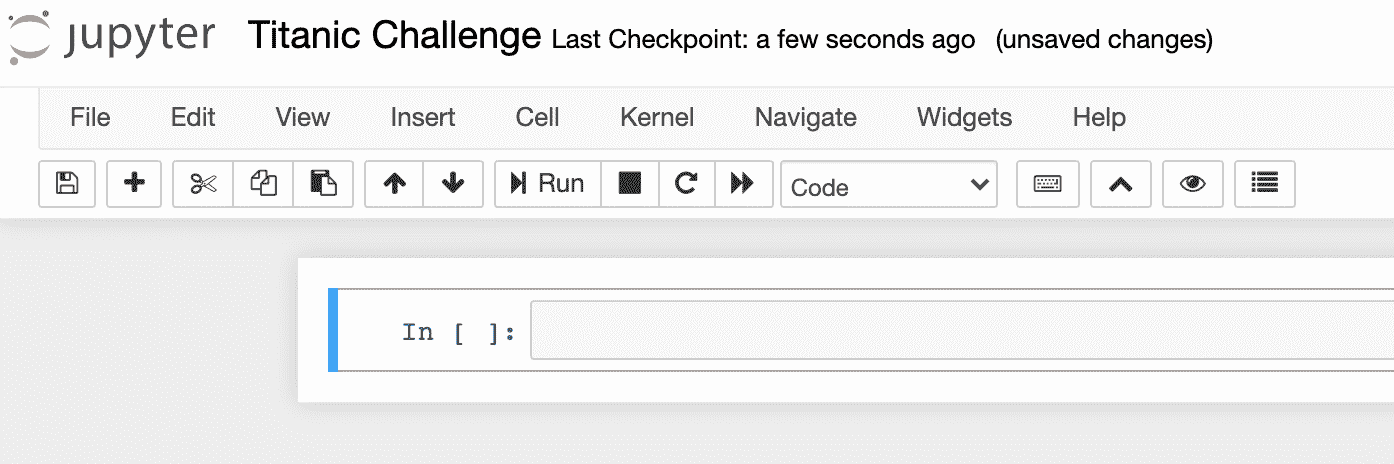 jupyter Titanic Challenge Last Checkpoint: a few seconds ago (unsaved changes)
File Edit View Insert Cell Kernel Navigate Widgets Help
Run Code
In [ ]: